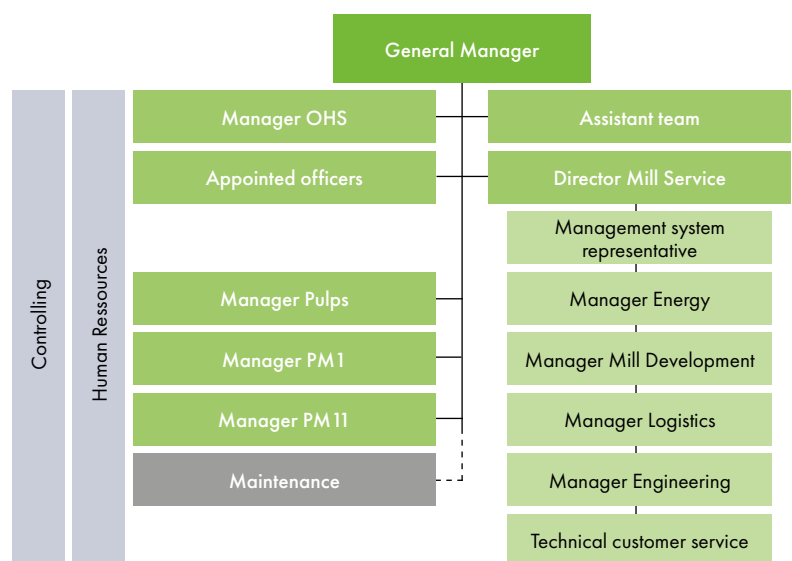 General Manager
Controlling
Human Ressources
Manager OHS
Assistant team
Appointed officers
Director Mill Service
Management system
representative
Manager Pulps
Manager Energy
Manager PM1
Manager Mill Development
Manager PM11
Manager Logistics
Maintenance
Manager Engineering
Technical customer service